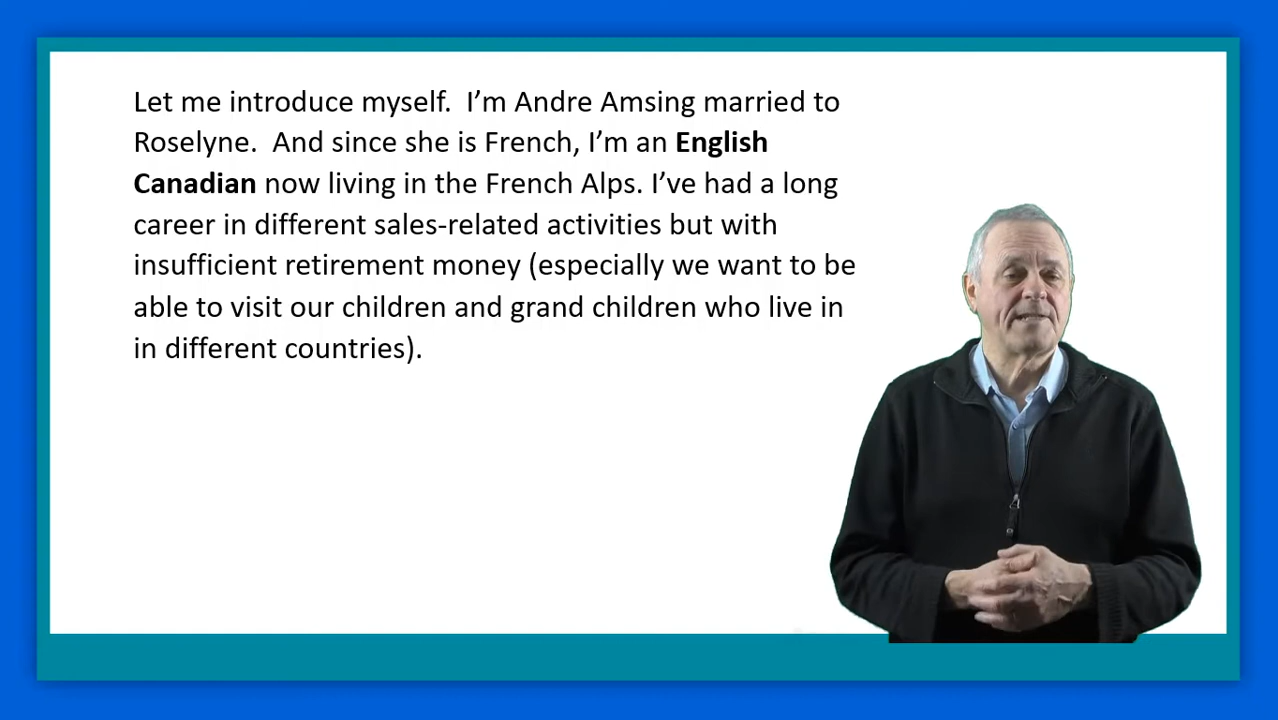 Let me introduce myself.  I’m Andre Amsing married to
Roselyne.  And since she is French, I’m an English
Canadian now living in the French Alps. I’ve had a long
career in different sales-related activities but with
insufficient retirement money (especially we want to be
able to visit our children and grand children who live in
in different countries).